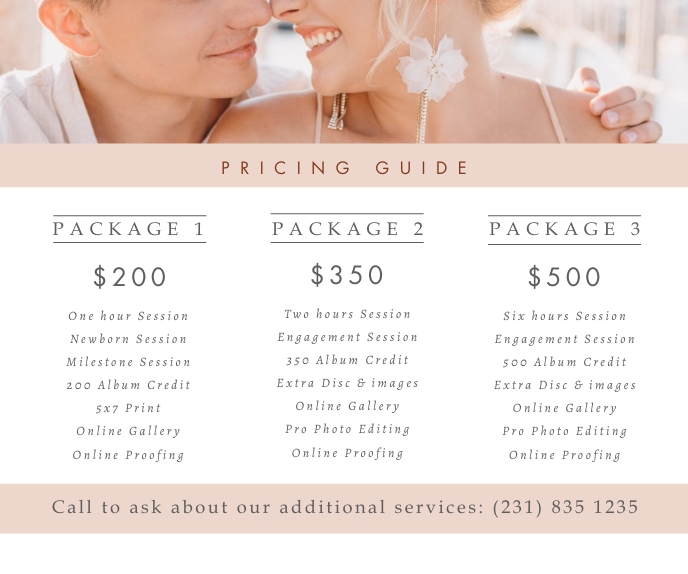 PRICING GUIDE
PACKAGE 1
$200
One hour Session
Newborn Session
Milestone Session
200 Album Credit
5x7 Print
Online Gallery
Online Proofing
PACKAGE 2
$350
Two hours Session
Engagement Session
350 Album Credit
Extra Disc & images
Online Gallery
Pro Photo Editing
Online Proofing
PACKAGE 3
$500
Six hours Session
Engagement Session
500 Album Credit
Extra Disc & images
Online Gallery
Pro Photo Editing
Online Proofing
Call to ask about our additional services: (231) 835 1235